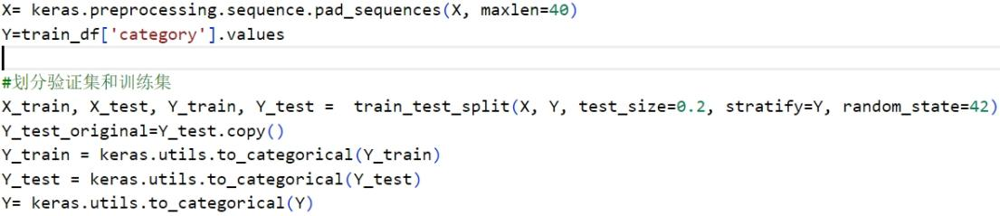 X= keras.preprocessing.sequence.pad_sequences(X, maxlen=40)
Y=train_df['category'].values
#划分验证集和训练集
X_train, X_test, Y_train, Y_test =  train_test_split(X, Y, test_size=0.2, stratify=Y, random_state=42)
Y_test_original=Y_test.copy()
Y_train = keras.utils.to_categorical(Y_train)
Y_test = keras.utils.to_categorical(Y_test)
Y= keras.utils.to_categorical(Y)